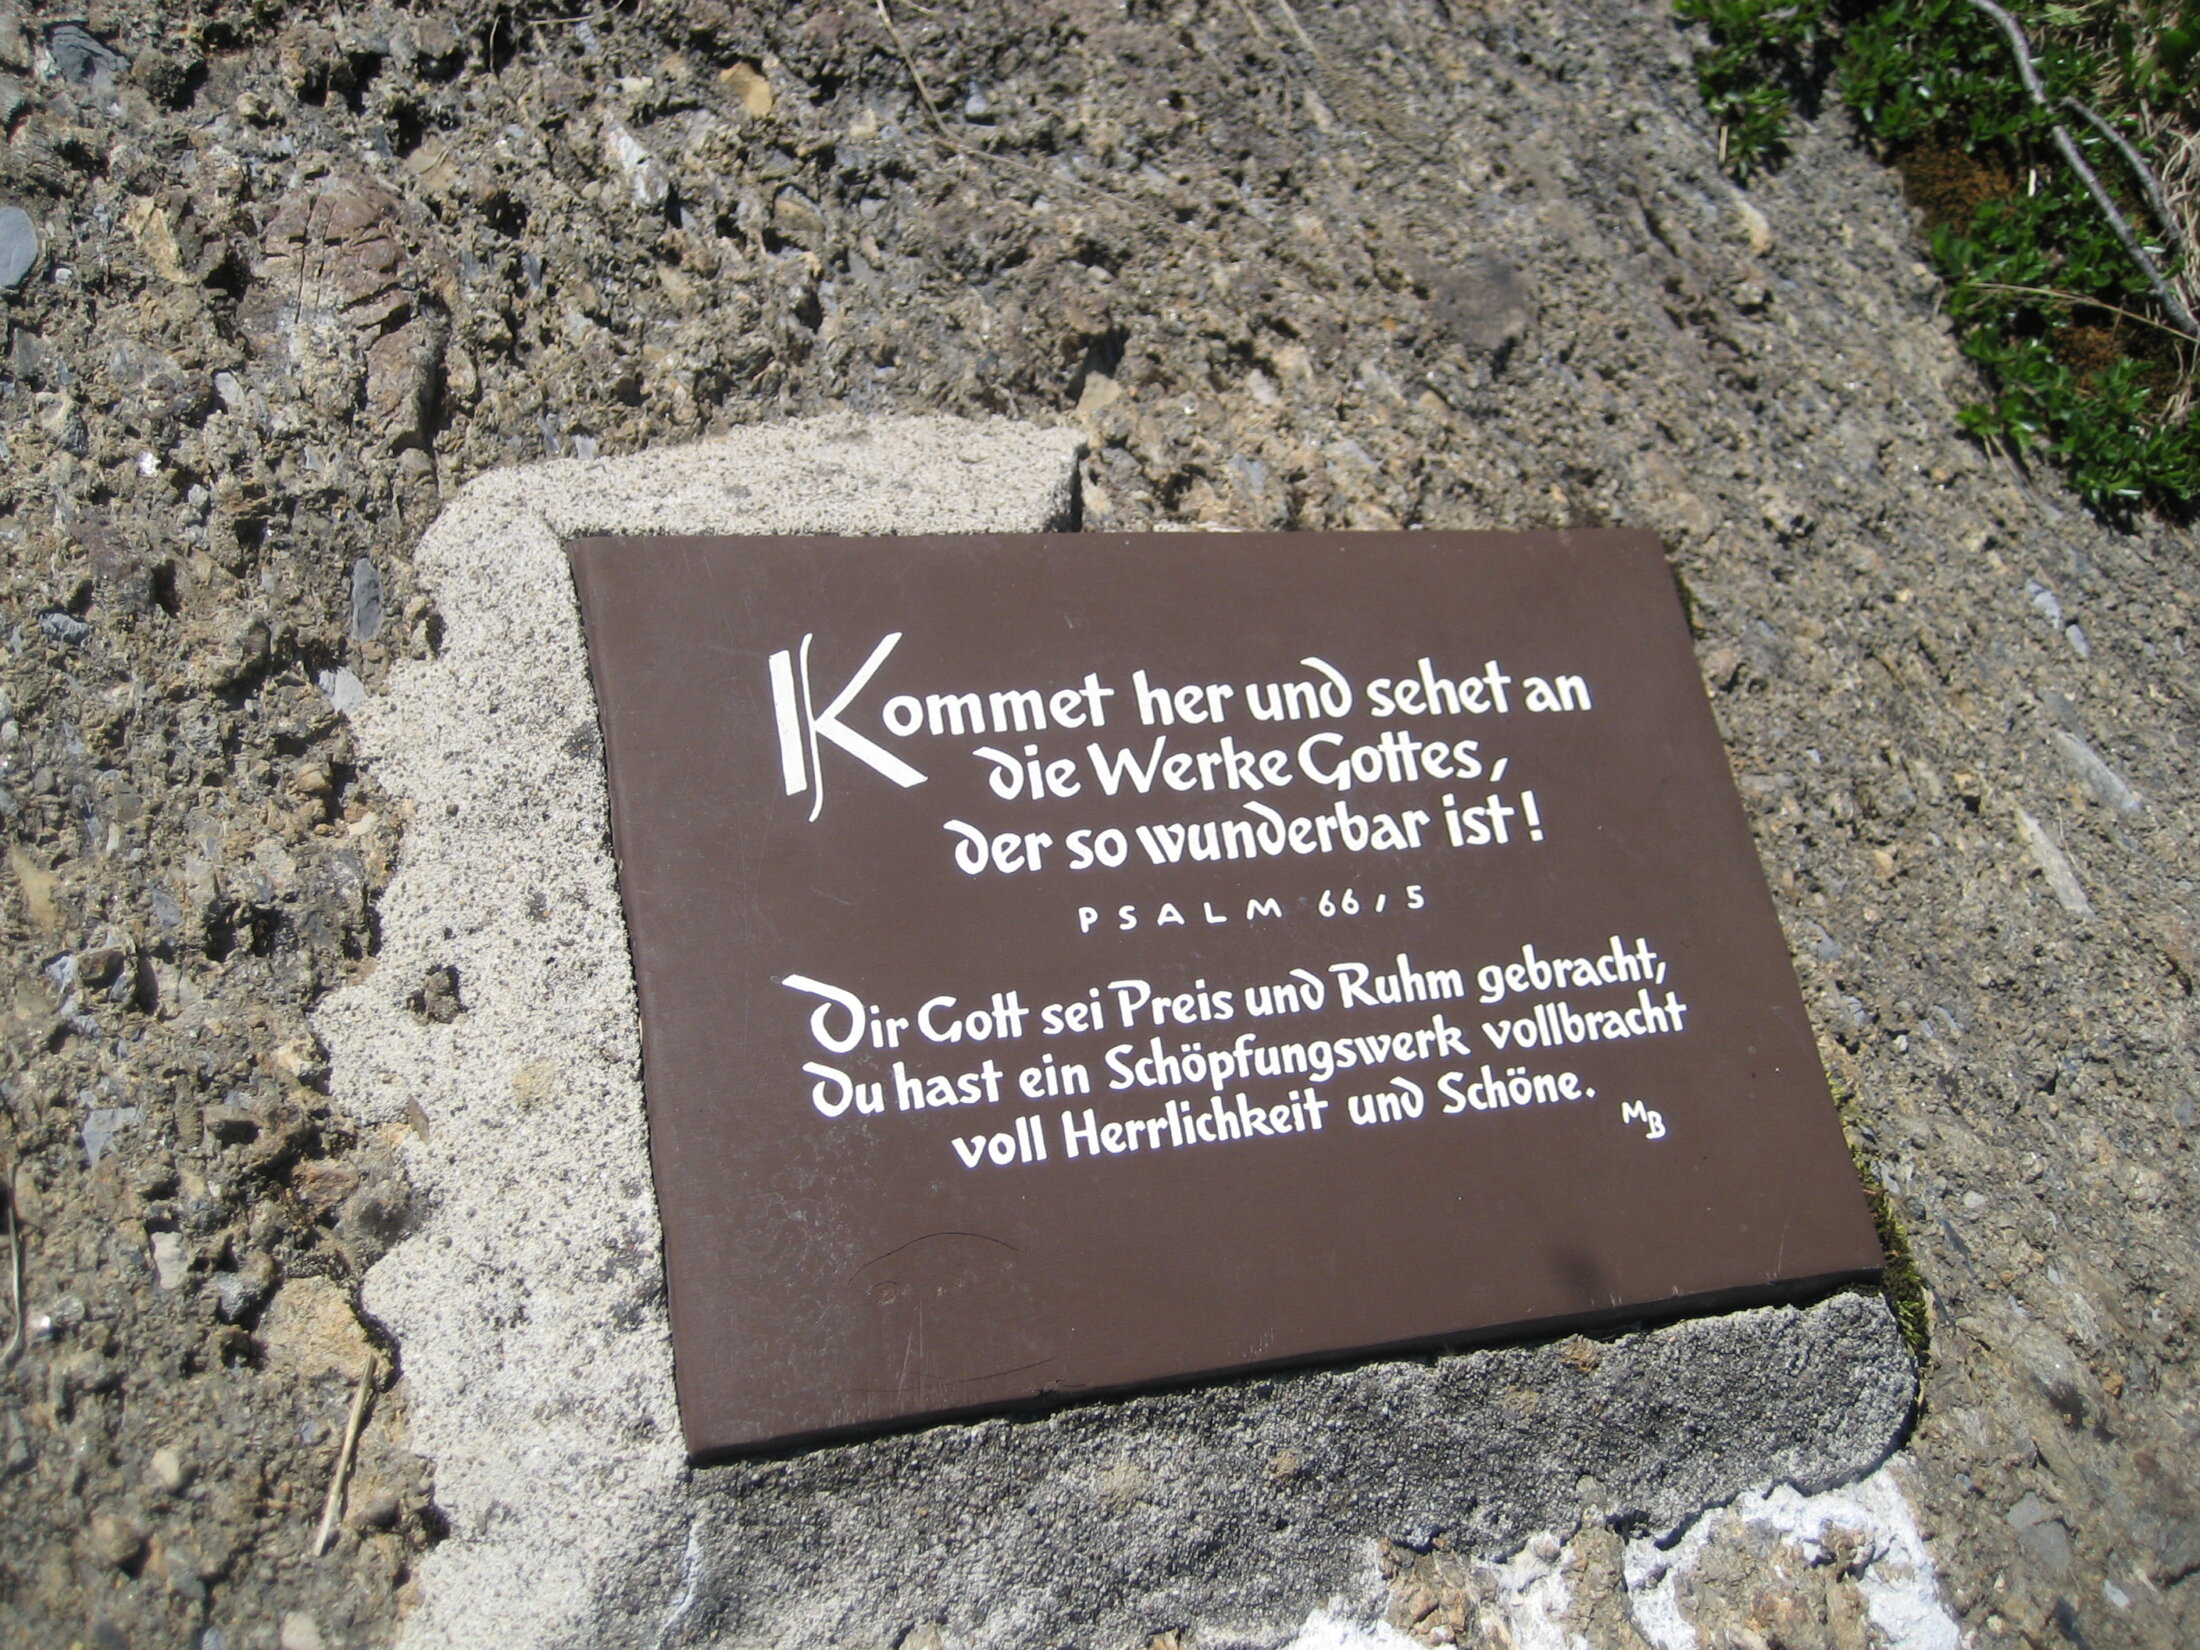 Kommet her und sehet an
die Werke Gottes,
der so wunderbar ist!
PSALM 66,5
Dir Gott sei Preis und Ruhm gebracht,
Du hast ein Schöpfungswerk vollbracht
voll Herrlichkeit und Schöne.
MB